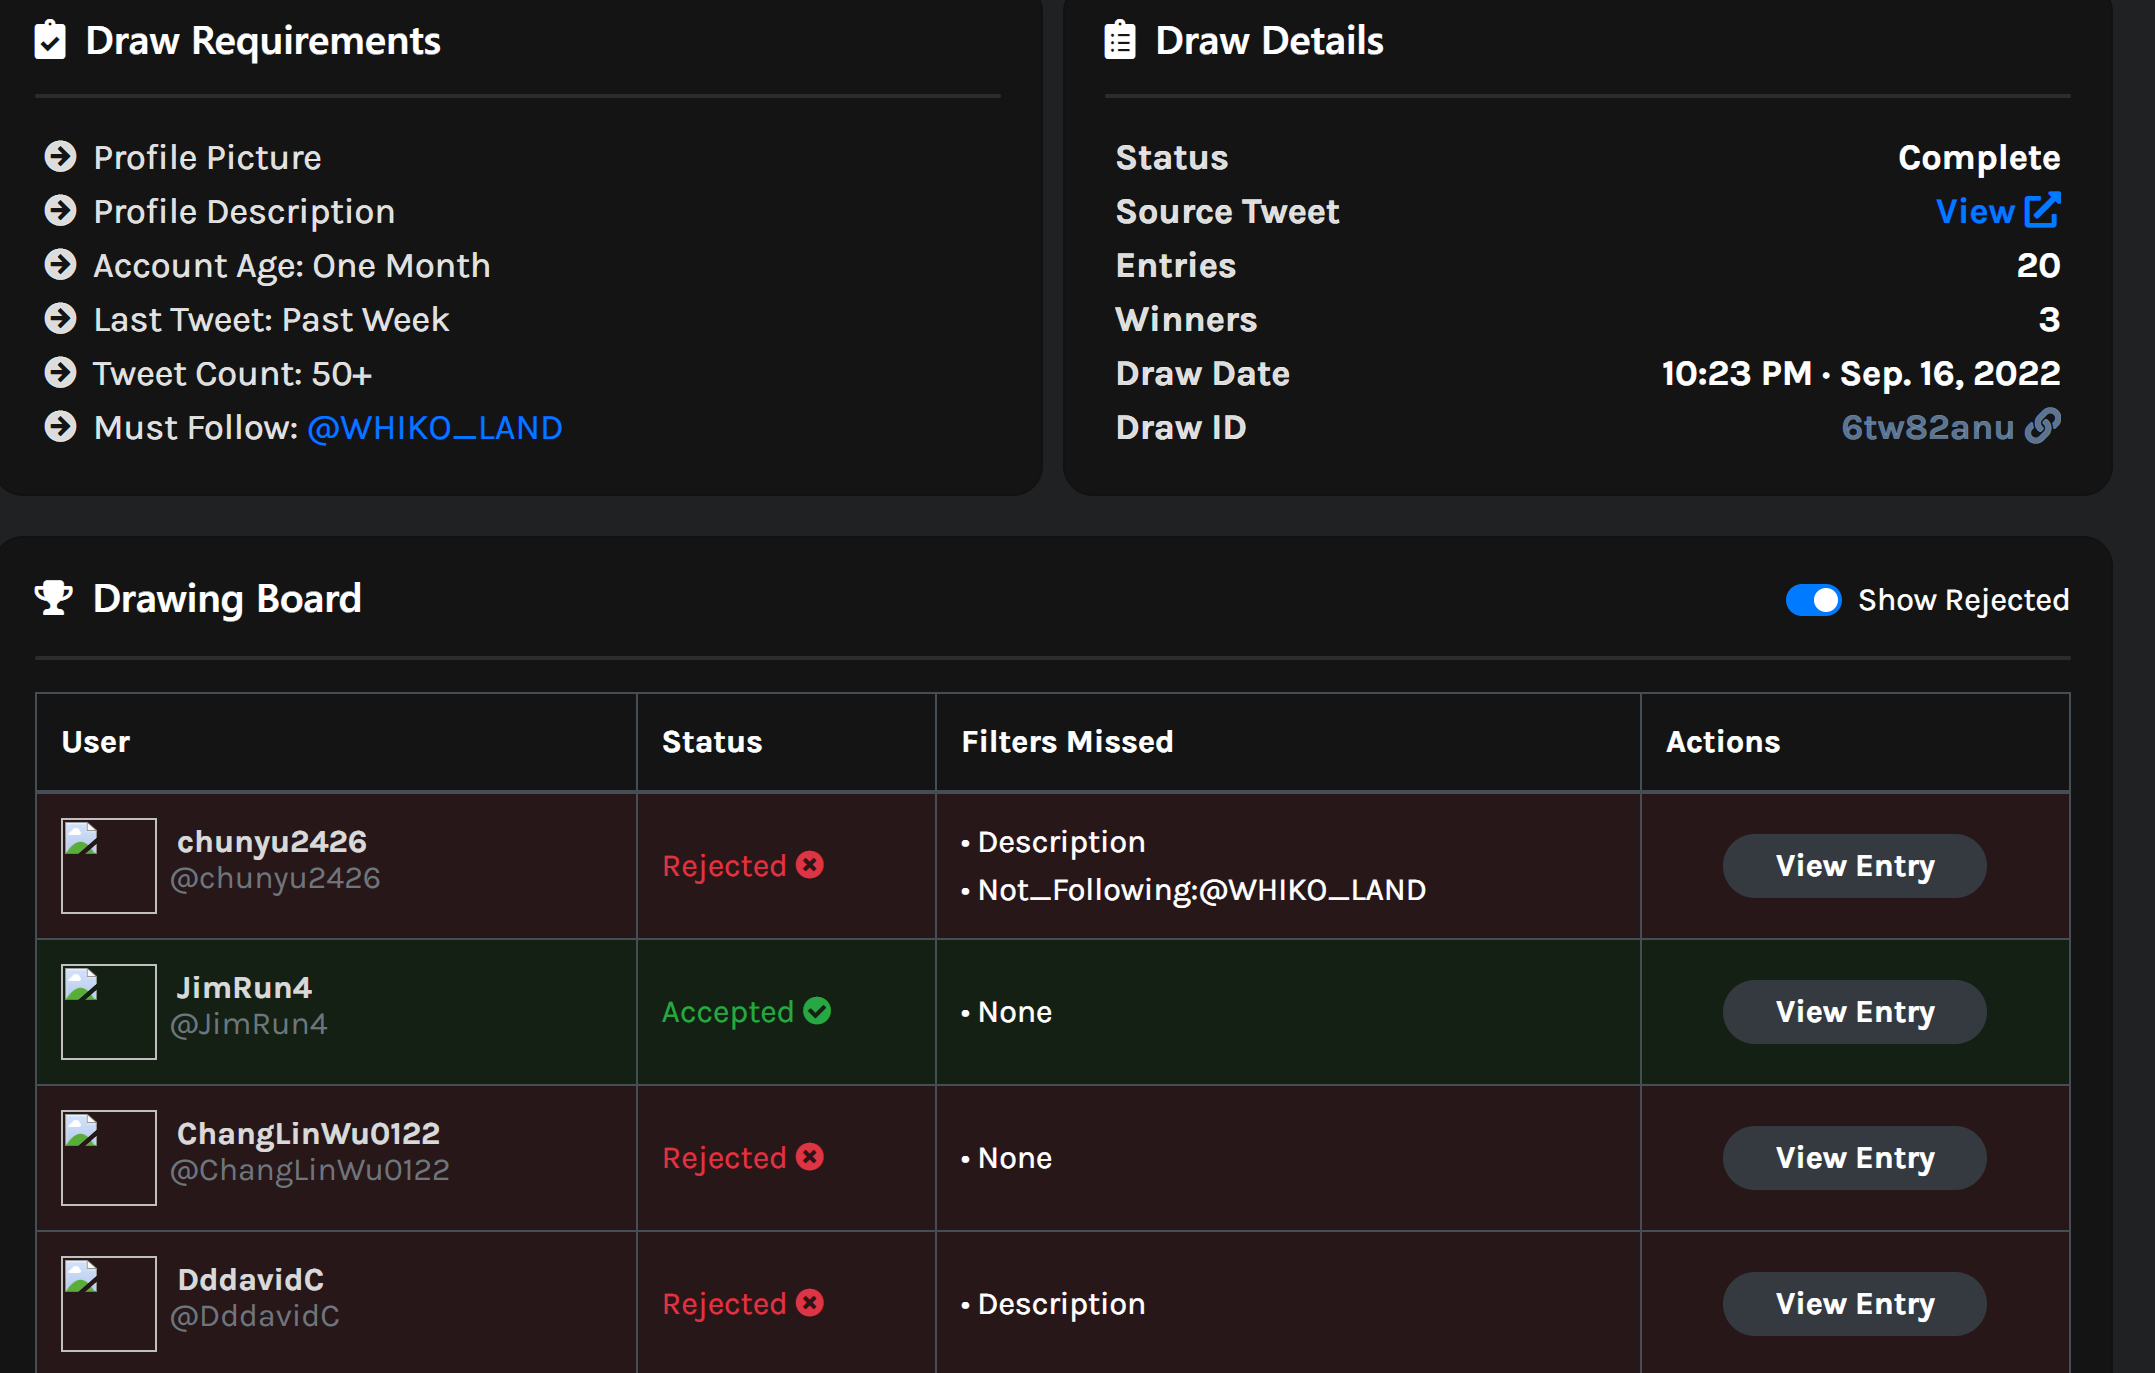 Draw Requirements
Profile Picture
Profile Description
Account Age: One Month
Last Tweet: Past Week
Tweet Count: 50+
Must Follow: @WHIKO_LAND
Draw Details
Status Complete
Source Tweet View
Entries 20
Winners 3
Draw Date 10:23 PM · Sep. 16, 2022
Draw ID 6tw82anu
Drawing Board
Show Rejected
User Status Filters Missed Actions
chunyu2426
@chunyu2426
Rejected
• Description
• Not_Following:@WHIKO_LAND
View Entry
JimRun4
@JimRun4
Accepted
• None
View Entry
ChangLinWu0122
@ChangLinWu0122
Rejected
• None
View Entry
DddavidC
@DddavidC
Rejected
• Description
View Entry